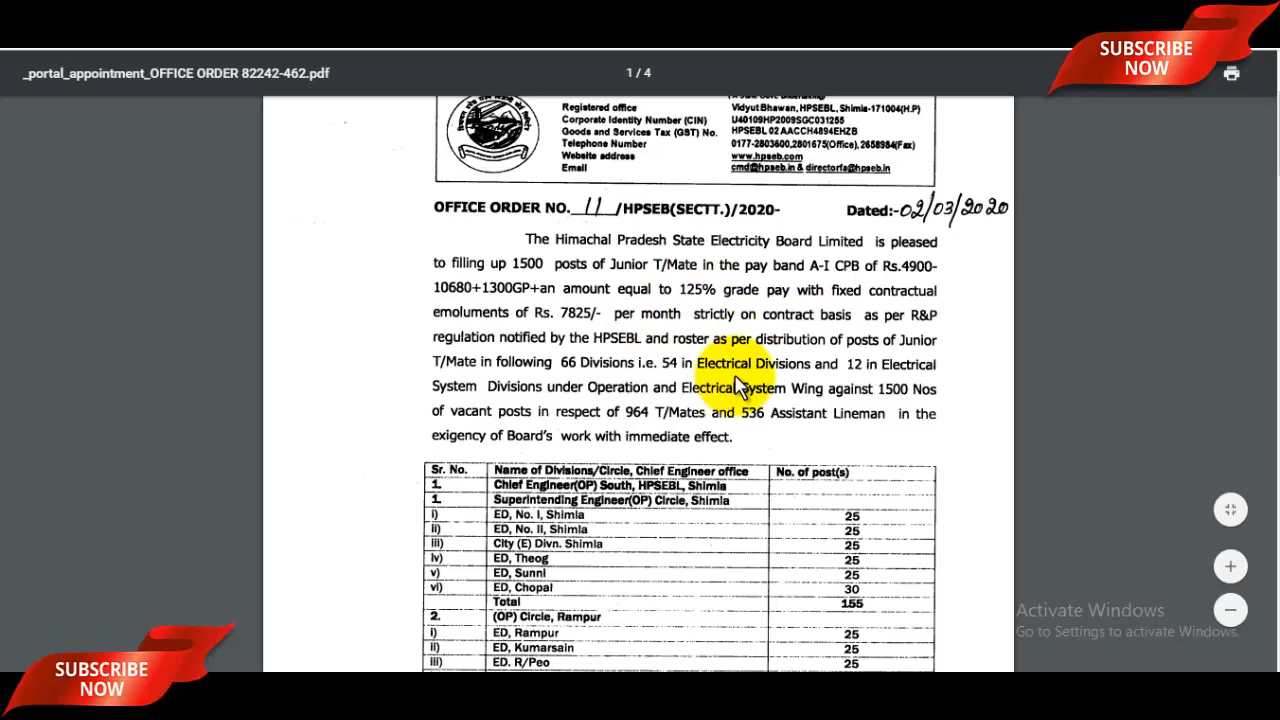 SUBSCRIBE
NOW
_portal_appointment_OFFICE ORDER 82242-462.pdf
1 / 4
Registered office Vidyut Bhawan, HPSEBL, Shimla-171004(H.P)
Corporate Identity Number (CIN) U40109HP2009SGC031255
Goods and Services Tax (GST) No. HPSEBL 02 AACCH4894EHZB
Telephone Number 0177-2803600,2801675(Office),2658984(Fax)
Website address www.hpseb.com
Email cmd@hpseb.in & directorfa@hpseb.in
OFFICE ORDER NO. 11 /HPSEB(SECTT.)/2020- Dated:-02/03/2020
The Himachal Pradesh State Electricity Board Limited is pleased
to filling up 1500 posts of Junior T/Mate in the pay band A-I CPB of Rs.4900-
10680+1300GP+an amount equal to 125% grade pay with fixed contractual
emoluments of Rs. 7825/- per month strictly on contract basis as per R&P
regulation notified by the HPSEBL and roster as per distribution of posts of Junior
T/Mate in following 66 Divisions i.e. 54 in Electrical Divisions and 12 in Electrical
System Divisions under Operation and Electrical System Wing against 1500 Nos
of vacant posts in respect of 964 T/Mates and 536 Assistant Lineman in the
exigency of Board's work with immediate effect.
Sr. No. Name of Divisions/Circle, Chief Engineer office No. of post(s)
1. Chief Engineer(OP) South, HPSEBL, Shimla
1. Superintending Engineer(OP) Circle, Shimla
i) ED, No. I, Shimla 25
ii) ED, No. II, Shimla 25
iii) City (E) Divn. Shimla 25
iv) ED, Theog 25
v) ED, Sunni 25
vi) ED, Chopal 30
Total 155
2. (OP) Circle, Rampur
i) ED, Rampur 25
ii) ED, Kumarsain 25
iii) ED. R/Peo 25
Activate Windows
Go to Settings to activate Windows.
SUBSCRIBE
NOW